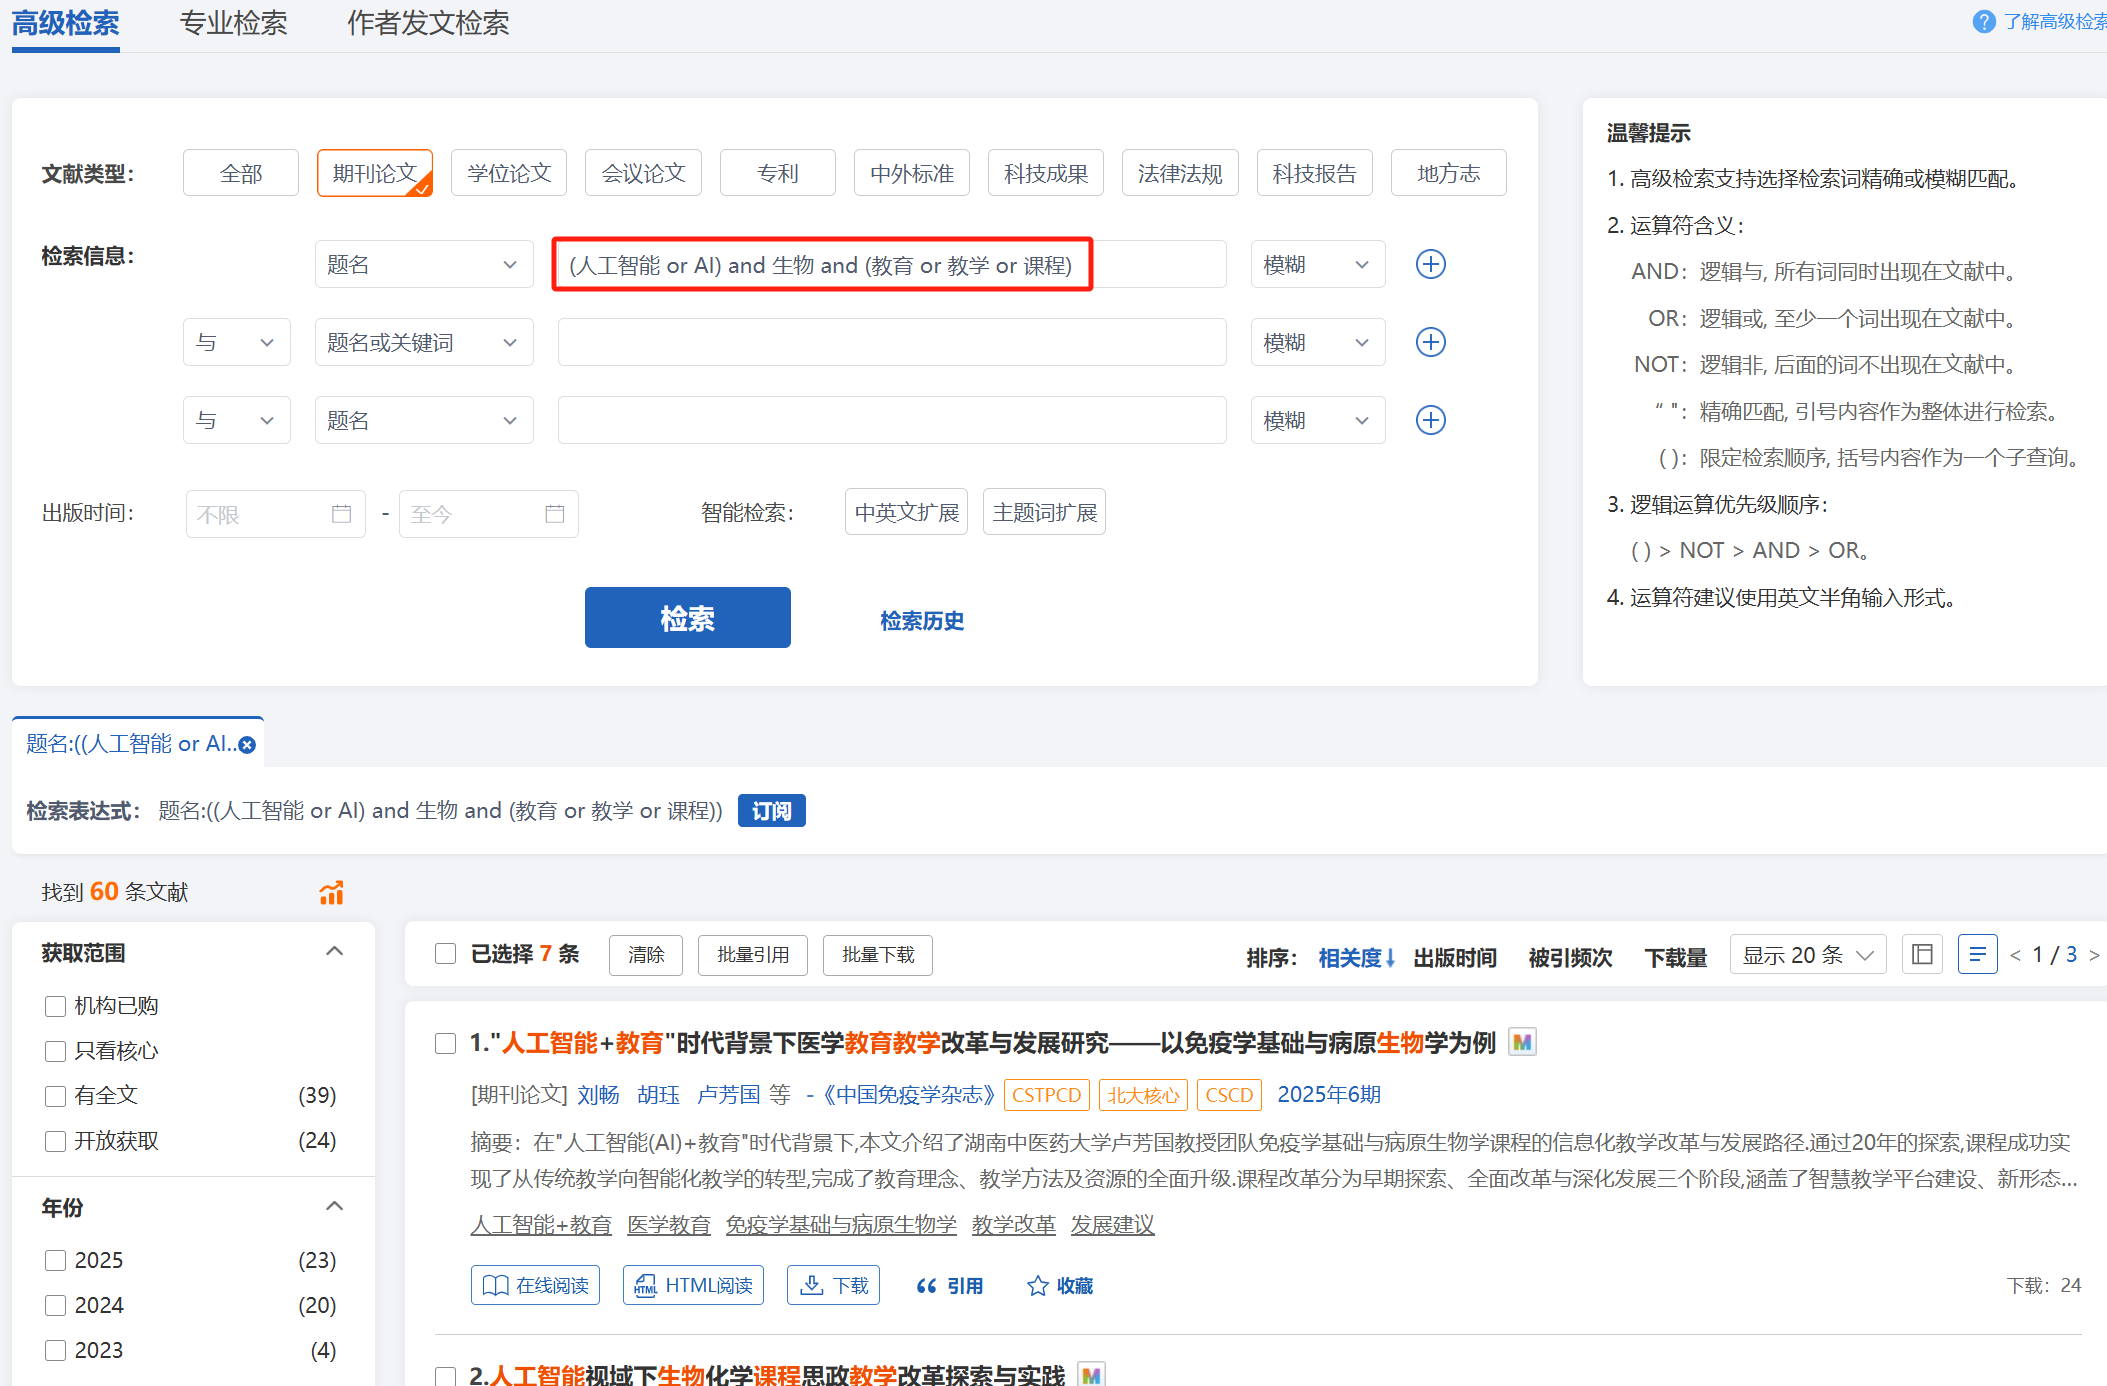 高级检索 专业检索 作者发文检索 ? 了解高级检索
文献类型： 全部 期刊论文 学位论文 会议论文 专利 中外标准 科技成果 法律法规 科技报告 地方志
检索信息： 题名 (人工智能 or AI) and 生物 and (教育 or 教学 or 课程) 模糊
与 题名或关键词 模糊
与 题名 模糊
出版时间： 不限 - 至今 智能检索： 中英文扩展 主题词扩展
检索 检索历史
温馨提示
1. 高级检索支持选择检索词精确或模糊匹配。
2. 运算符含义：
AND：逻辑与, 所有词同时出现在文献中。
OR：逻辑或, 至少一个词出现在文献中。
NOT：逻辑非, 后面的词不出现在文献中。
“ "：精确匹配, 引号内容作为整体进行检索。
( )：限定检索顺序, 括号内容作为一个子查询。
3. 逻辑运算优先级顺序：
( ) > NOT > AND > OR。
4. 运算符建议使用英文半角输入形式。
题名:((人工智能 or AI..
检索表达式： 题名:((人工智能 or AI) and 生物 and (教育 or 教学 or 课程)) 订阅
找到 60 条文献
获取范围
机构已购
只看核心
有全文 (39)
开放获取 (24)
年份
2025 (23)
2024 (20)
2023 (4)
已选择 7 条 清除 批量引用 批量下载 排序： 相关度 出版时间 被引频次 下载量 显示 20 条 < 1 / 3 >
1."人工智能+教育"时代背景下医学教育教学改革与发展研究——以免疫学基础与病原生物学为例 M
[期刊论文] 刘畅 胡珏 卢芳国 等 -《中国免疫学杂志》 CSTPCD 北大核心 CSCD 2025年6期
摘要：在"人工智能(AI)+教育"时代背景下,本文介绍了湖南中医药大学卢芳国教授团队免疫学基础与病原生物学课程的信息化教学改革与发展路径.通过20年的探索,课程成功实
现了从传统教学向智能化教学的转型,完成了教育理念、教学方法及资源的全面升级.课程改革分为早期探索、全面改革与深化发展三个阶段,涵盖了智慧教学平台建设、新形态...
人工智能+教育 医学教育 免疫学基础与病原生物学 教学改革 发展建议
在线阅读 HTML HTML阅读 下载 引用 收藏 下载：24
2.人工智能视域下生物化学课程思政教学改革探索与实践 M